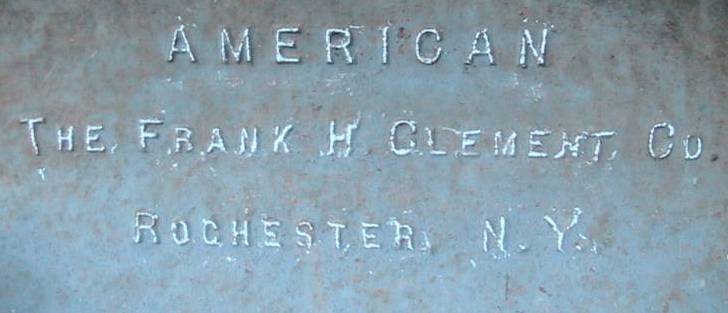 AMERICAN
THE FRANK H CLEMENT CO
ROCHESTER, N.Y.